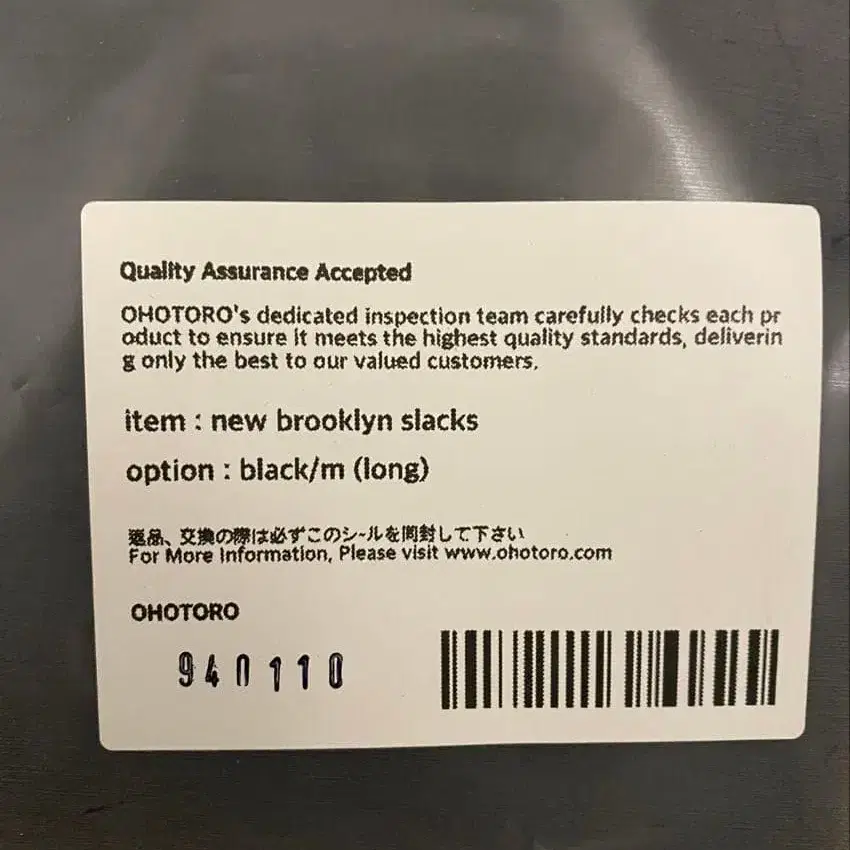 Quality Assurance Accepted
OHOTORO's dedicated inspection team carefully checks each pr
oduct to ensure it meets the highest quality standards, deliverin
g only the best to our valued customers.
item : new brooklyn slacks
option : black/m (long)
返品、交換の際は必ずこのシールを同封して下さい
For More Information, Please visit www.ohotoro.com
OHOTORO
940110